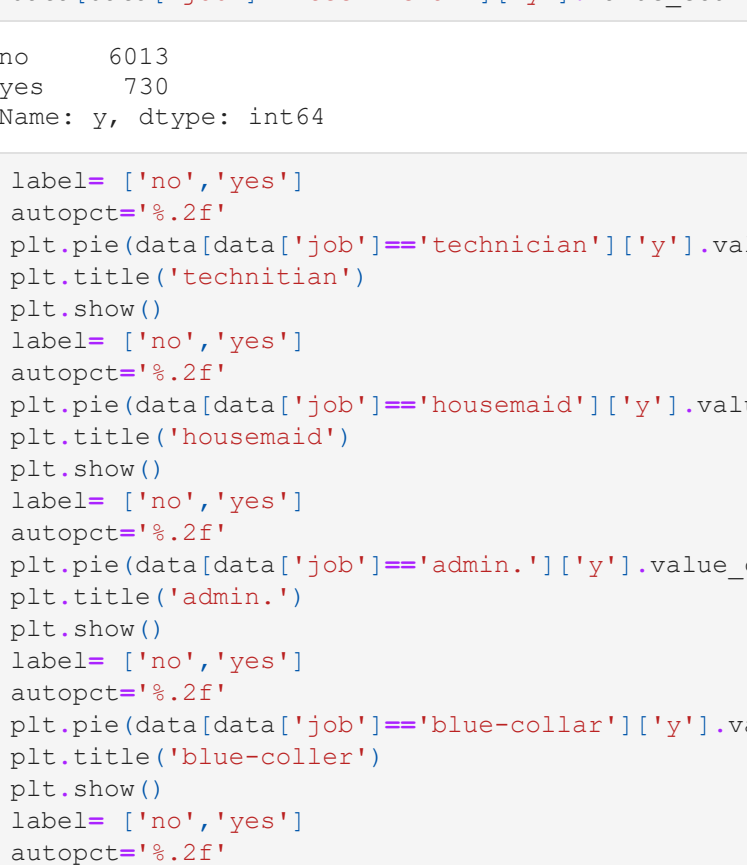 no     6013
yes     730
Name: y, dtype: int64
label= ['no','yes']
autopct='%.2f'
plt.pie(data[data['job']=='technician']['y'].val
plt.title('technitian')
plt.show()
label= ['no','yes']
autopct='%.2f'
plt.pie(data[data['job']=='housemaid']['y'].valu
plt.title('housemaid')
plt.show()
label= ['no','yes']
autopct='%.2f'
plt.pie(data[data['job']=='admin.']['y'].value_c
plt.title('admin.')
plt.show()
label= ['no','yes']
autopct='%.2f'
plt.pie(data[data['job']=='blue-collar']['y'].va
plt.title('blue-coller')
plt.show()
label= ['no','yes']
autopct='%.2f'